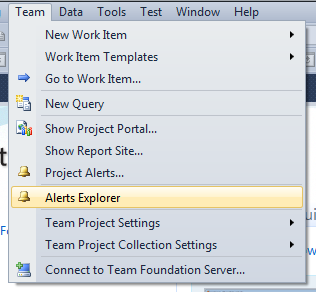 Team Data Tools Test Window Help
New Work Item
Work Item Templates
Go to Work Item...
New Query
Show Project Portal...
Show Report Site...
Project Alerts...
Alerts Explorer
Team Project Settings
Team Project Collection Settings
Connect to Team Foundation Server...